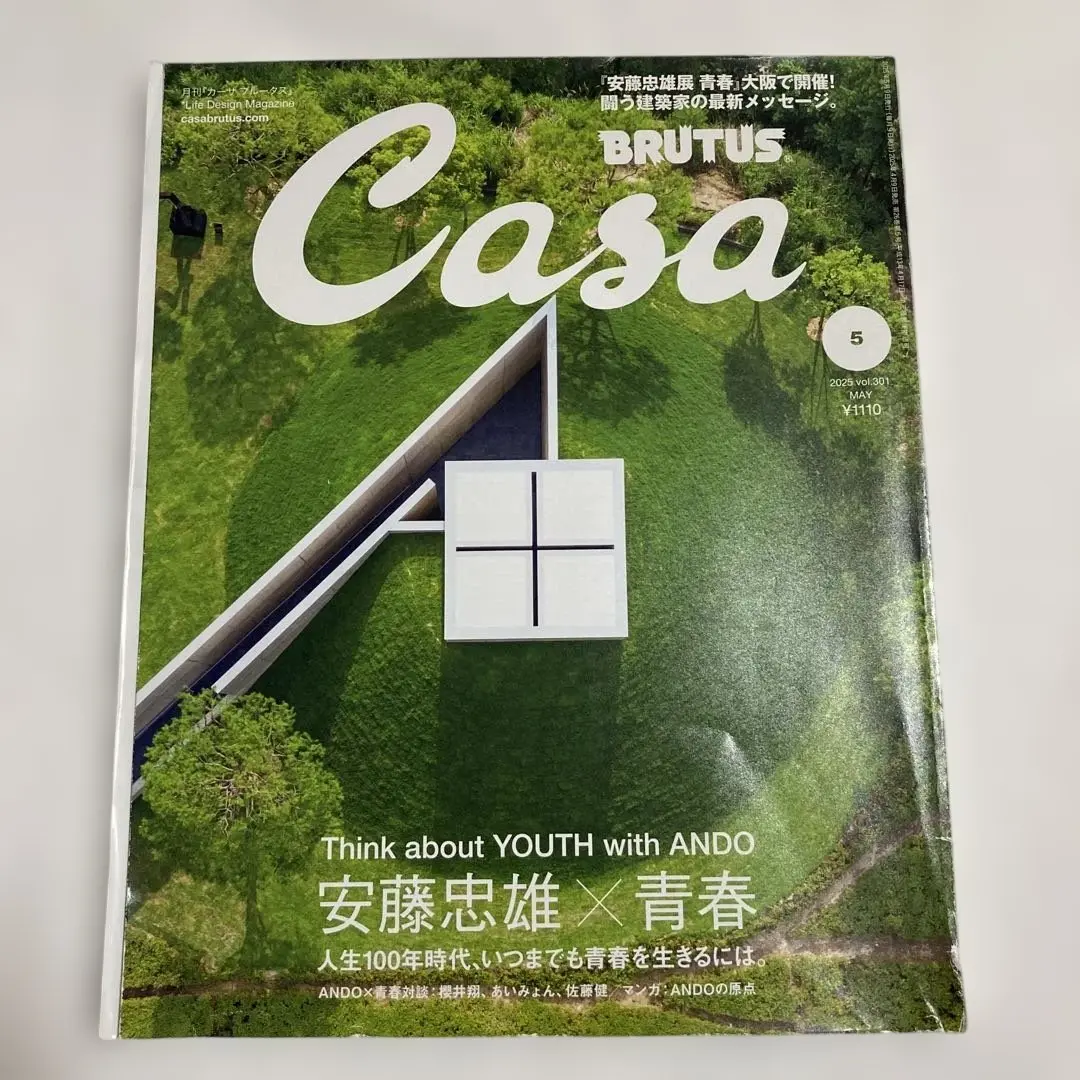 月刊『カーサ ブルータス』
"Life Design Magazine
casabrutus.com
『安藤忠雄展 青春』大阪で開催!
闘う建築家の最新メッセージ。
BRUTUS
Casa
5
2025 vol.301
MAY
¥1110
Think about YOUTH with ANDO
安藤忠雄×青春
人生100年時代、いつまでも青春を生きるには。
ANDO×青春対談:櫻井翔、あいみょん、佐藤健/マンガ:ANDOの原点